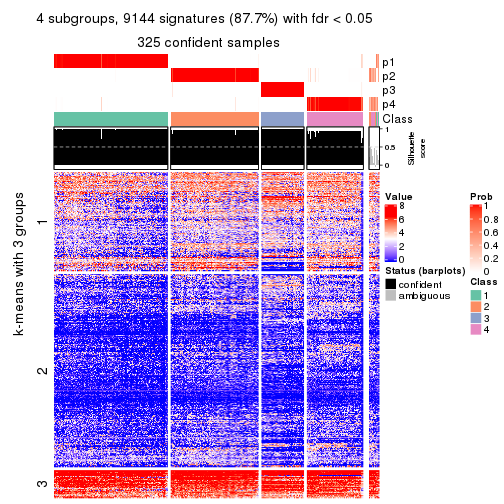 4 subgroups, 9144 signatures (87.7%) with fdr < 0.05
325 confident samples
p1
p2
p3
p4
Class
1
0.5
0
Silhouette
score
k-means with 3 groups
1
2
3
Value
8
6
4
2
0
Status (barplots)
confident
ambiguous
Prob
1
0.8
0.6
0.4
0.2
0
Class
1
2
3
4